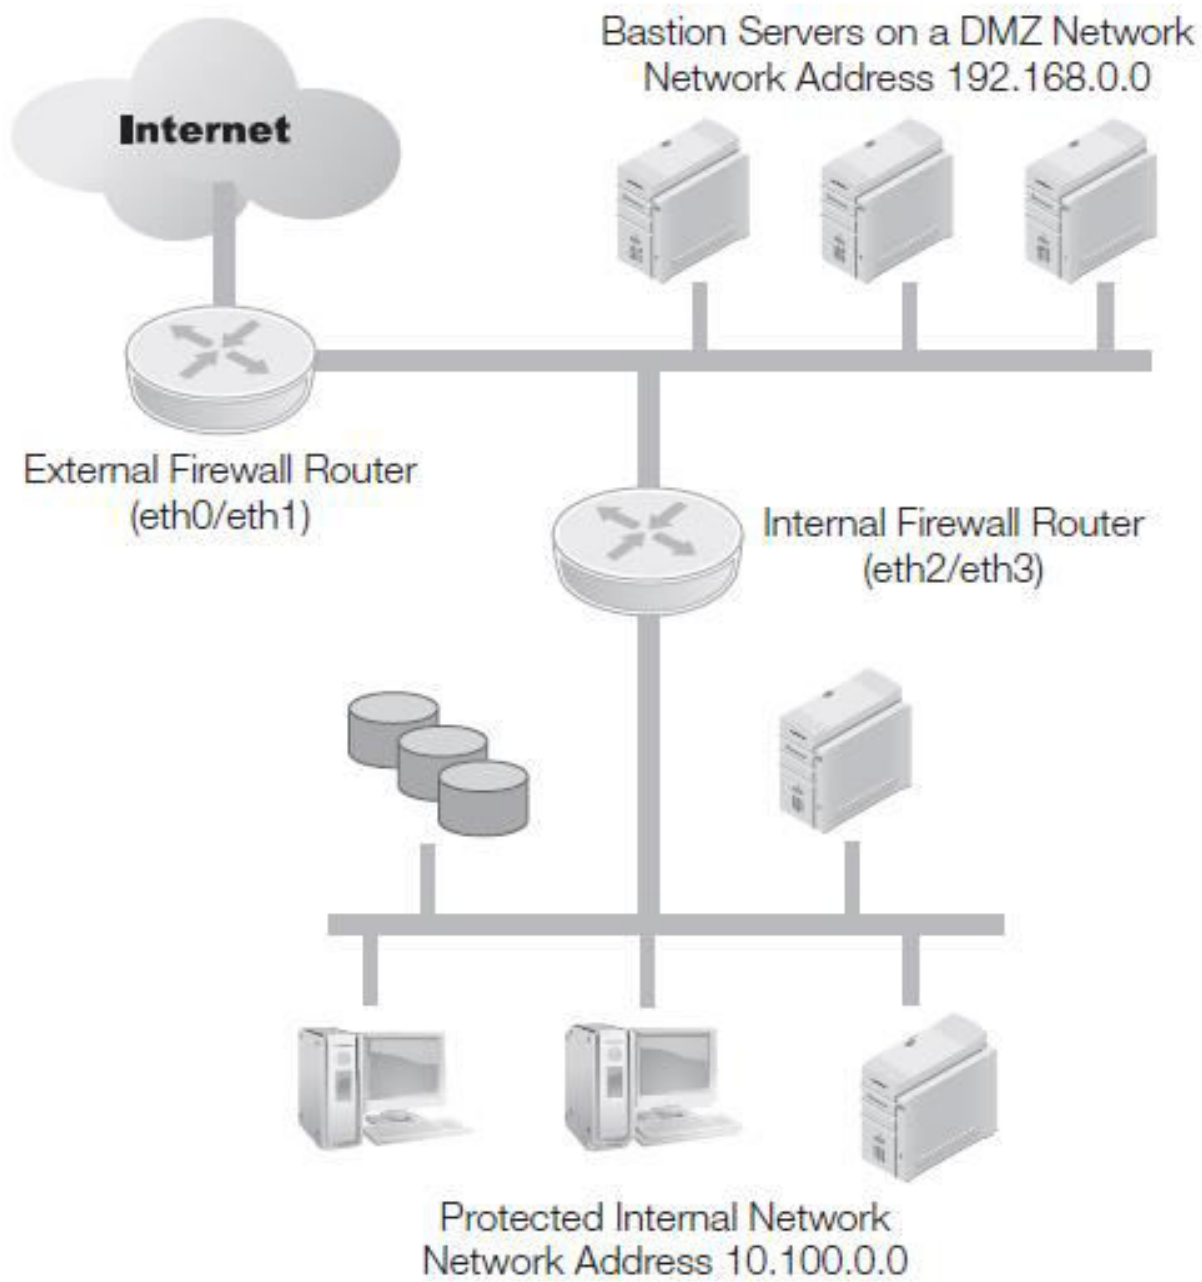 Bastion Servers on a DMZ Network
Network Address 192.168.0.0
Internet
External Firewall Router
(eth0/eth1)
Internal Firewall Router
(eth2/eth3)
Protected Internal Network
Network Address 10.100.0.0